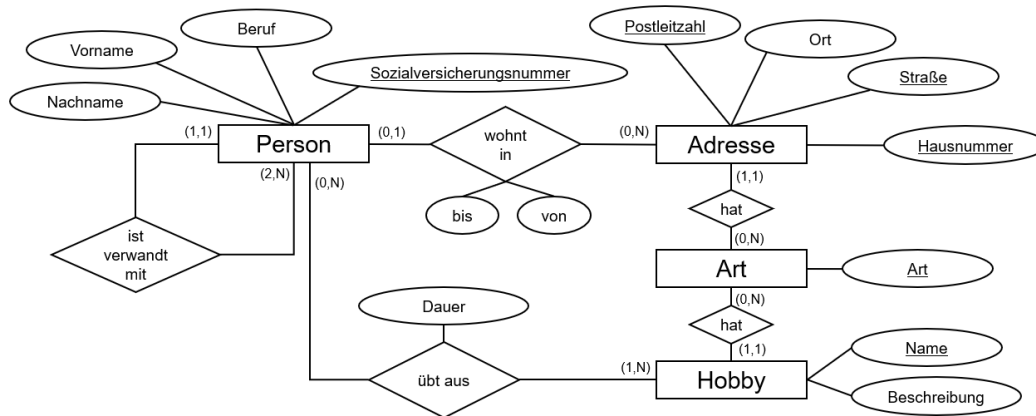 Beruf
Postleitzahl
Ort
Vorname
Sozialversicherungsnummer
Straße
Nachname
(1,1)
Person
(0,1)
wohnt
in
(0,N)
Adresse
Hausnummer
(2,N)
(0,N)
(1,1)
bis
von
hat
ist
verwandt
mit
(0,N)
Art
Art
(0,N)
Dauer
hat
Name
(1,1)
übt aus
(1,N)
Hobby
Beschreibung